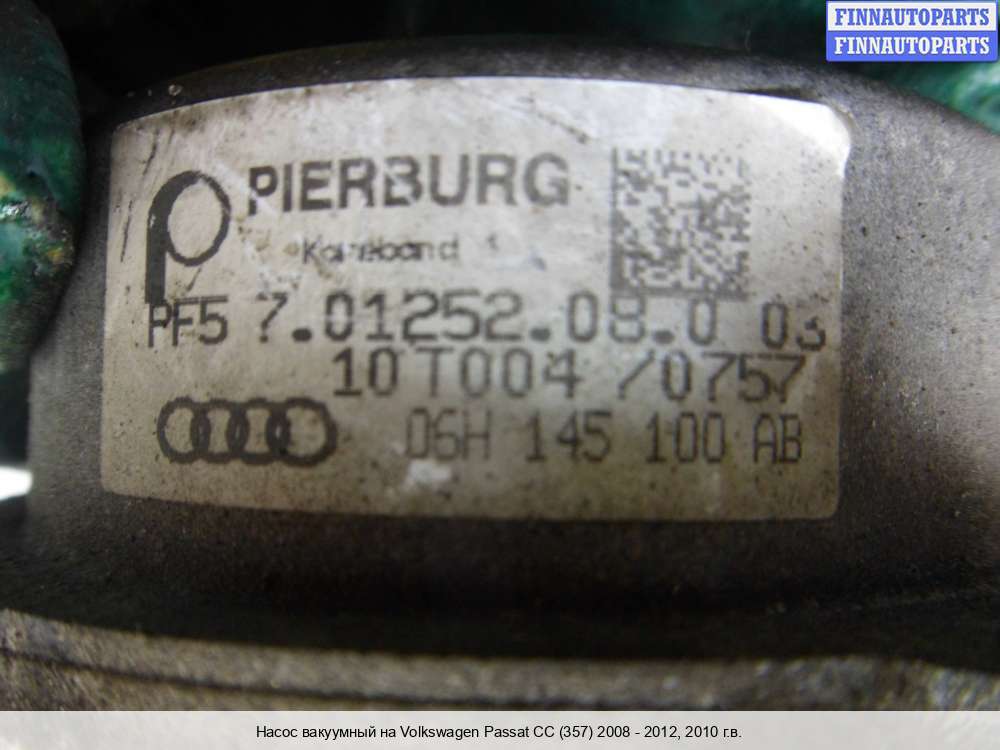 FINNAUTOPARTS
FINNAUTOPARTS
PIERBURG
PF5 7.01252.08.0 03
10T004/0757
06H 145 100 AB
Насос вакуумный на Volkswagen Passat CC (357) 2008 - 2012, 2010 г.в.